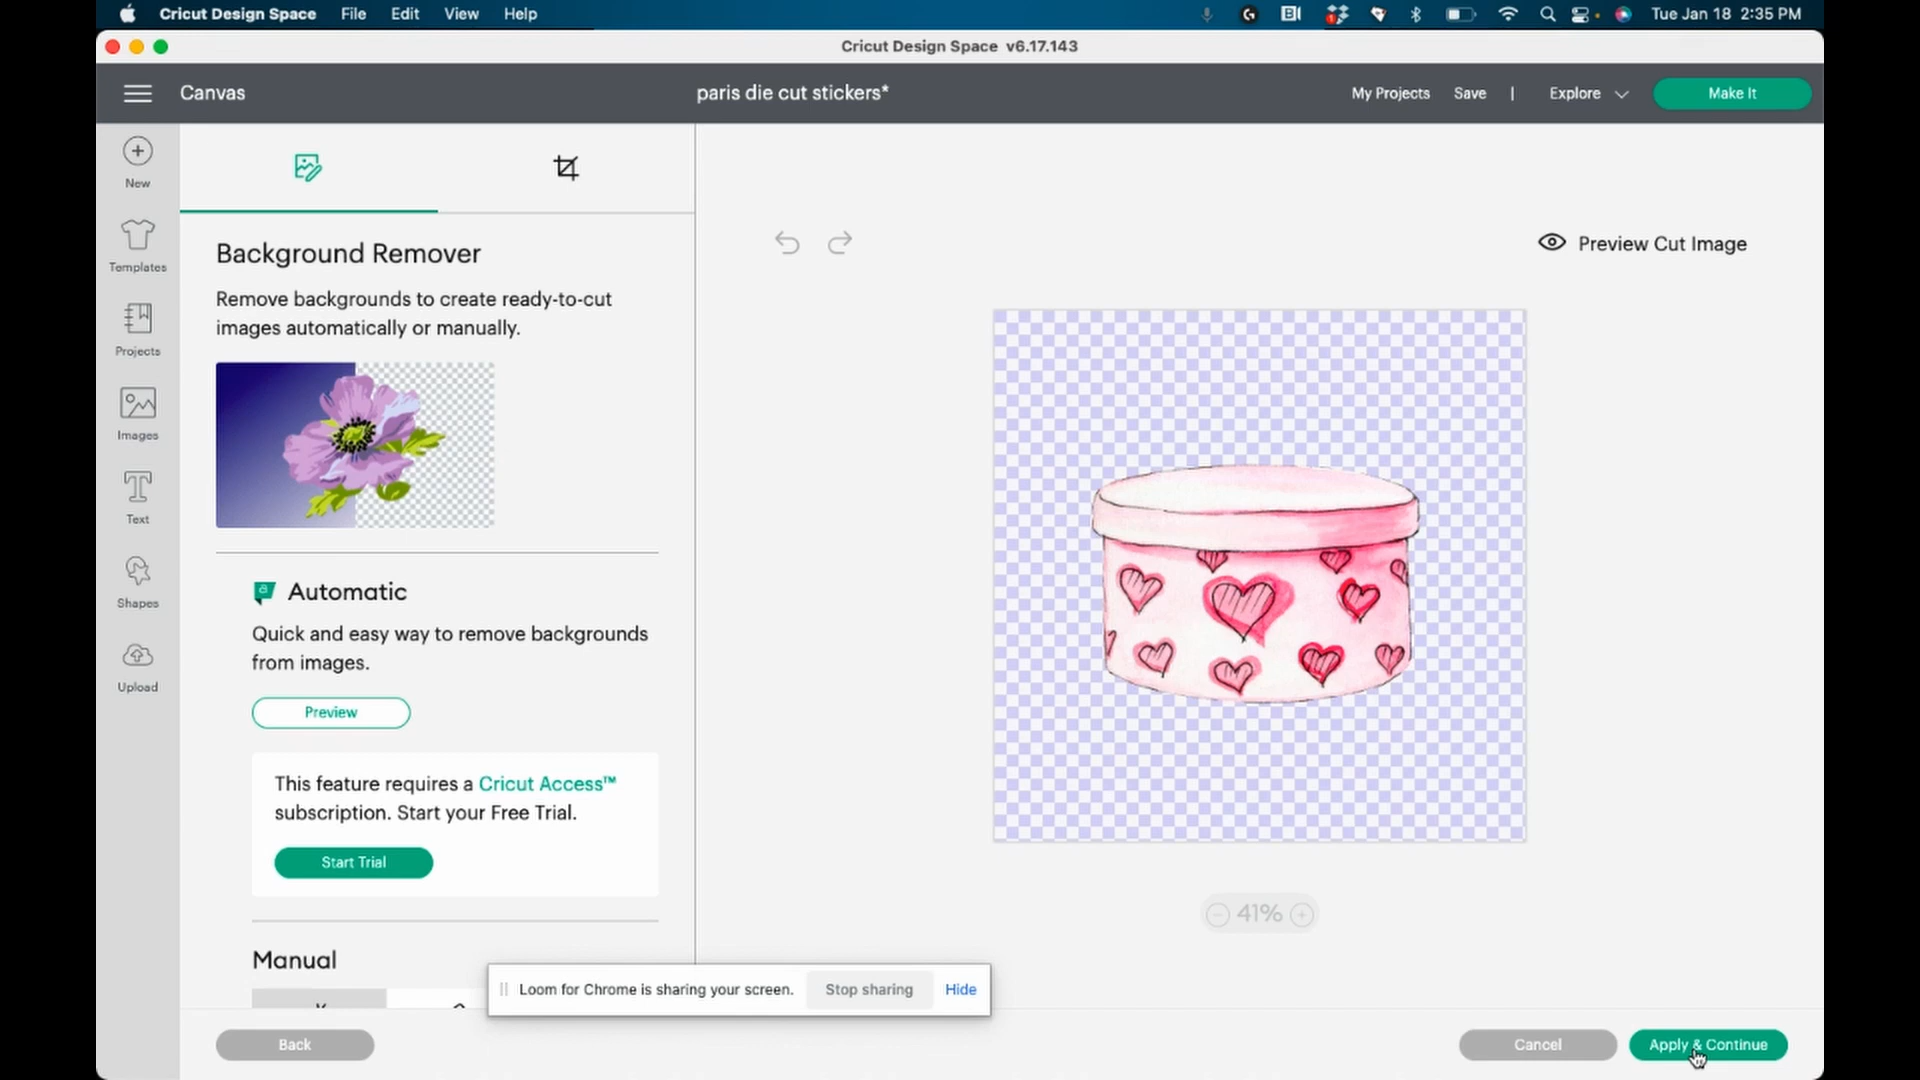 Cricut Design Space File Edit View Help
Tue Jan 18 2:35 PM
Cricut Design Space v6.17.143
Canvas
paris die cut stickers*
My Projects Save | Explore Make It
New
Templates
Projects
Images
Text
Shapes
Upload
Background Remover
Remove backgrounds to create ready-to-cut
images automatically or manually.
Preview Cut Image
a Automatic
Quick and easy way to remove backgrounds
from images.
Preview
This feature requires a Cricut Access™
subscription. Start your Free Trial.
Start Trial
Manual
41%
Loom for Chrome is sharing your screen. Stop sharing Hide
Back
Cancel
Apply & Continue